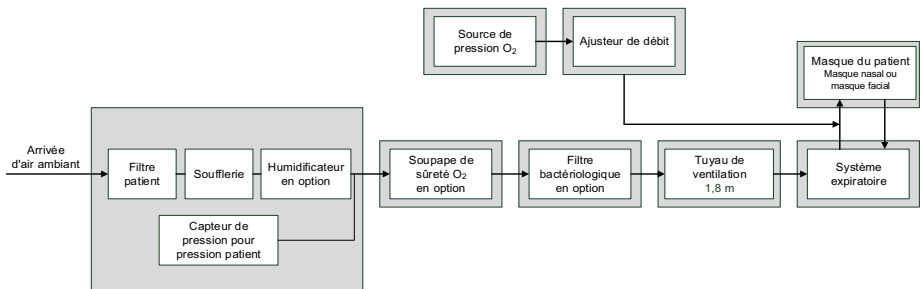 Source de
pression O₂
Ajusteur de débit
Masque du patient
Masque nasal ou
masque facial
Arrivée
d'air ambiant
Filtre
patient
Soufflerie
Humidificateur
en option
Soupape de
sûreté O₂
en option
Filtre
bactériologique
en option
Tuyau de
ventilation
1,8 m
Système
expiratoire
Capteur de
pression pour
pression patient